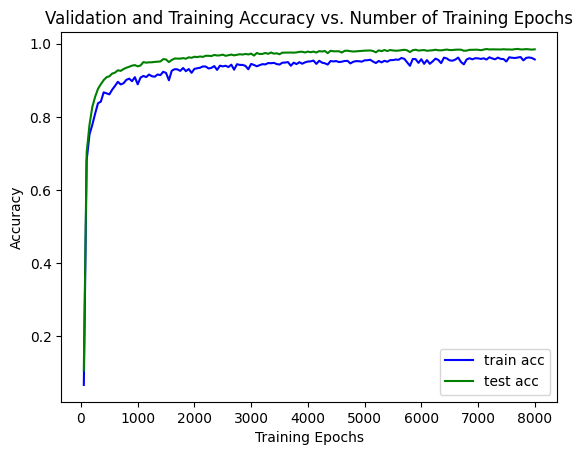 Validation and Training Accuracy vs. Number of Training Epochs
1.0
0.8
0.6
0.4
0.2
Accuracy
0 1000 2000 3000 4000 5000 6000 7000 8000
Training Epochs
train acc
test acc